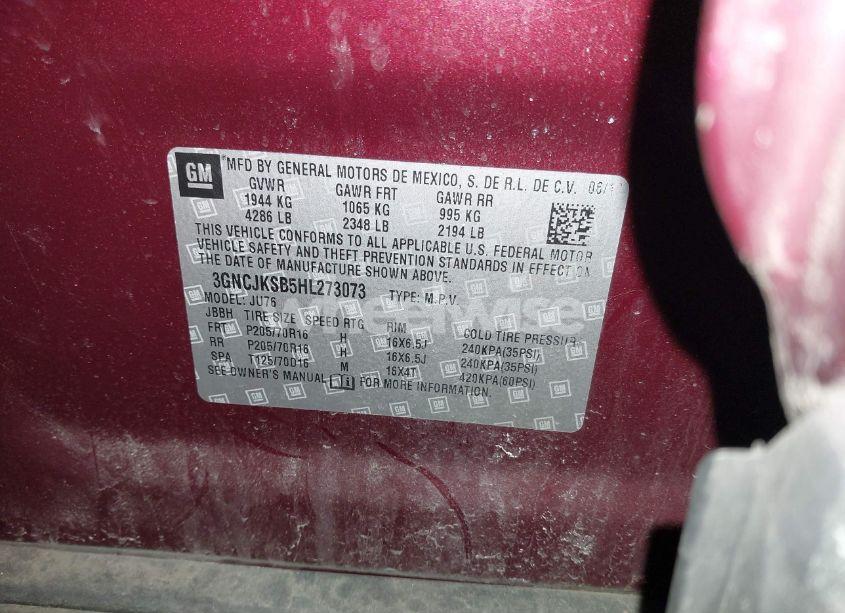 GM MFD BY GENERAL MOTORS DE MEXICO, S. DE R.L. DE C.V. 06/1
GVWR GAWR FRT GAWR RR
1944 KG 1065 KG 995 KG
4286 LB 2348 LB 2194 LB
THIS VEHICLE CONFORMS TO ALL APPLICABLE U.S. FEDERAL MOTOR
VEHICLE SAFETY AND THEFT PREVENTION STANDARDS IN EFFECT ON
THE DATE OF MANUFACTURE SHOWN ABOVE.
3GNCJKSB5HL273073 TYPE: M.P.V.
MODEL: JU76
JBBH TIRE SIZE SPEED RTG RIM COLD TIRE PRESSURE
FRT P205/70R16 H 16X6.5J 240KPA(35PSI)
RR P205/70R16 H 16X6.5J 240KPA(35PSI)
SPA T125/70D16 M 16X4T 420KPA(60PSI)
SEE OWNER'S MANUAL FOR MORE INFORMATION.